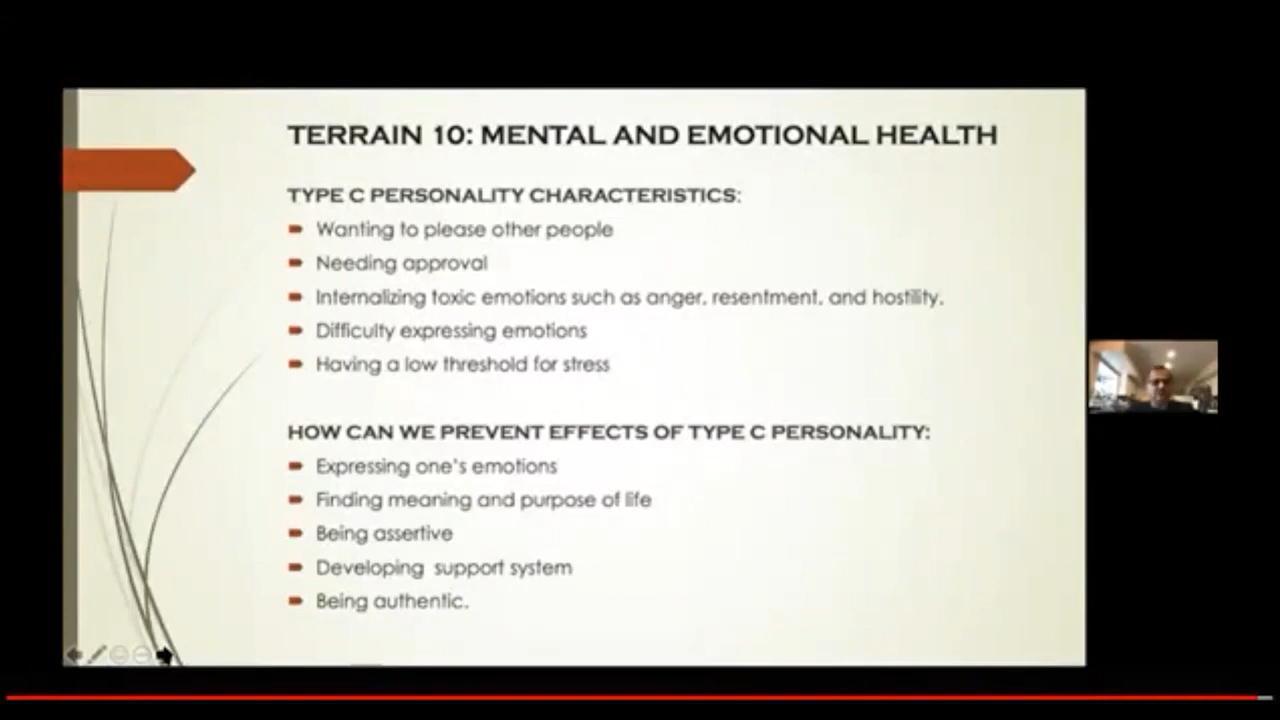 TERRAIN 10: MENTAL AND EMOTIONAL HEALTH
TYPE C PERSONALITY CHARACTERISTICS:
Wanting to please other people
Needing approval
Internalizing toxic emotions such as anger, resentment, and hostility.
Difficulty expressing emotions
Having a low threshold for stress
HOW CAN WE PREVENT EFFECTS OF TYPE C PERSONALITY:
Expressing one's emotions
Finding meaning and purpose of life
Being assertive
Developing support system
Being authentic.